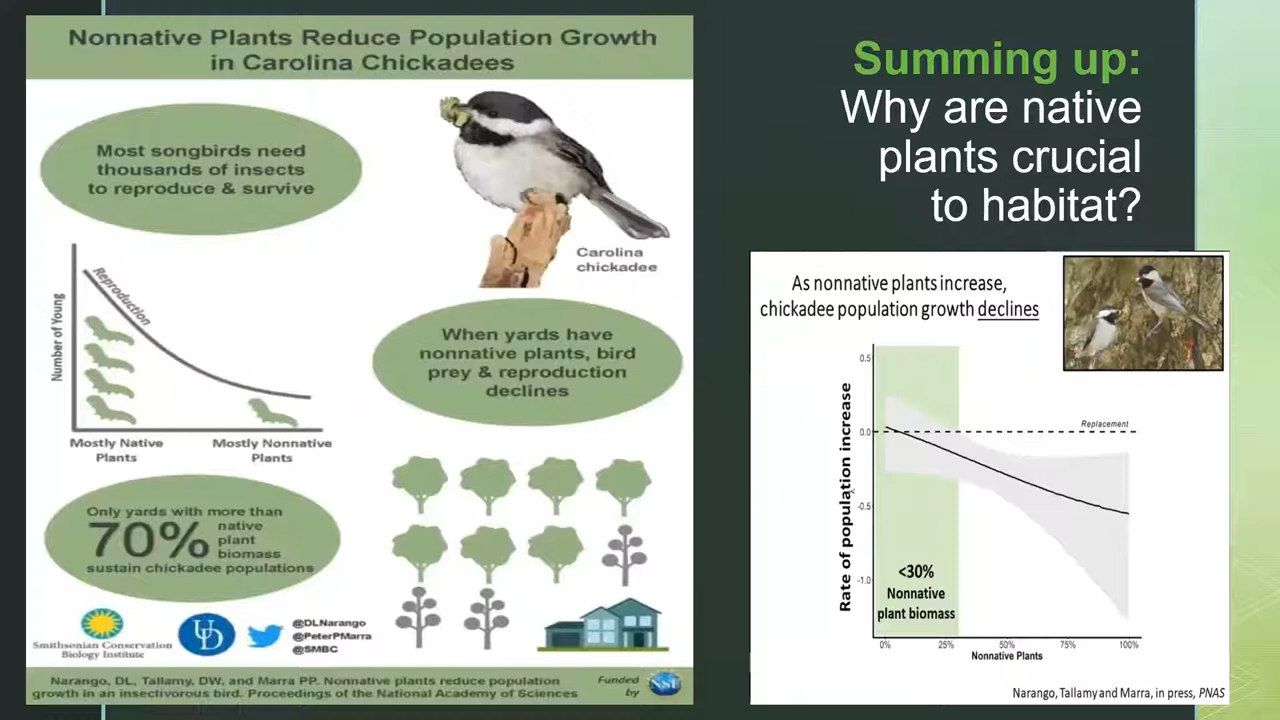 Nonnative Plants Reduce Population Growth
in Carolina Chickadees
Most songbirds need
thousands of insects
to reproduce & survive
Carolina
chickadee
Reproduction
Number of Young
Mostly Native
Plants
Mostly Nonnative
Plants
When yards have
nonnative plants, bird
prey & reproduction
declines
Only yards with more than
70% native
plant
biomass
sustain chickadee populations
Smithsonian Conservation
Biology Institute
UD
@DLNarango
@PeterPMarra
@SMBC
Narango, DL, Tallamy, DW, and Marra PP. Nonnative plants reduce population
growth in an insectivorous bird. Proceedings of the National Academy of Sciences
Funded
by
NSF
Summing up:
Why are native
plants crucial
to habitat?
As nonnative plants increase,
chickadee population growth declines
Rate of population increase
0.5
0.0
-0.5
-1.0
Replacement
<30%
Nonnative
plant biomass
0% 25% 50% 75% 100%
Nonnative Plants
Narango, Tallamy and Marra, in press, PNAS